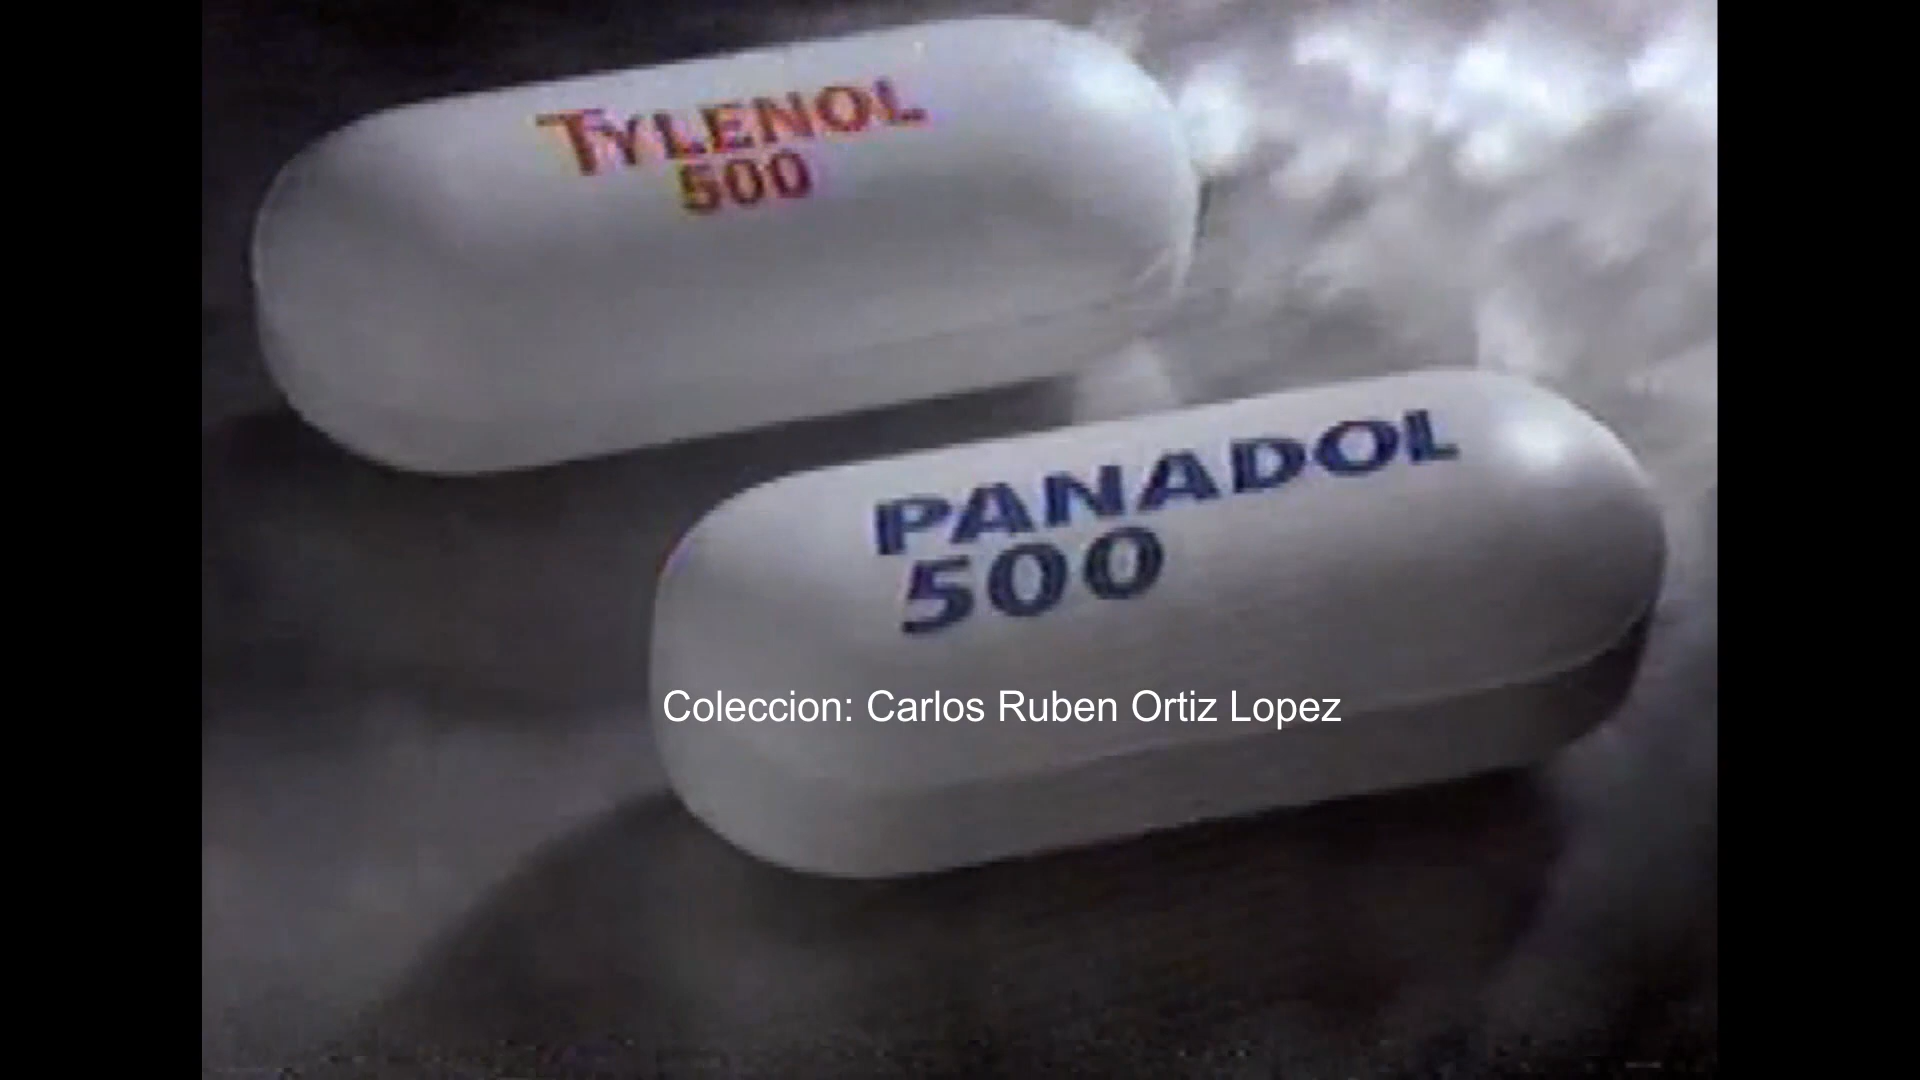 TYLENOL
500
PANADOL
500
Coleccion: Carlos Ruben Ortiz Lopez